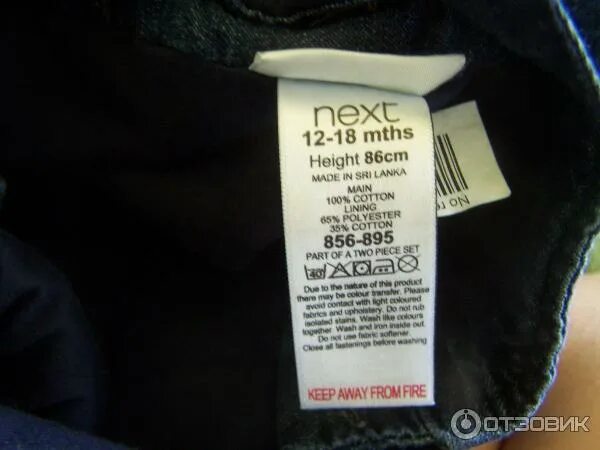 next
12-18 mths
Height 86cm
MADE IN SRI LANKA
MAIN
100% COTTON
LINING
65% POLYESTER
35% COTTON
856-895
PART OF A TWO PIECE SET
40
Due to the nature of this product
there may be colour transfer. Please
avoid contact with light coloured
fabrics and upholstery. Do not rub
isolated stains. Wash like colours
together. Wash and iron inside out.
Do not use fabric softener.
Close all fastenings before washing
KEEP AWAY FROM FIRE
No re
ОТЗОВИК